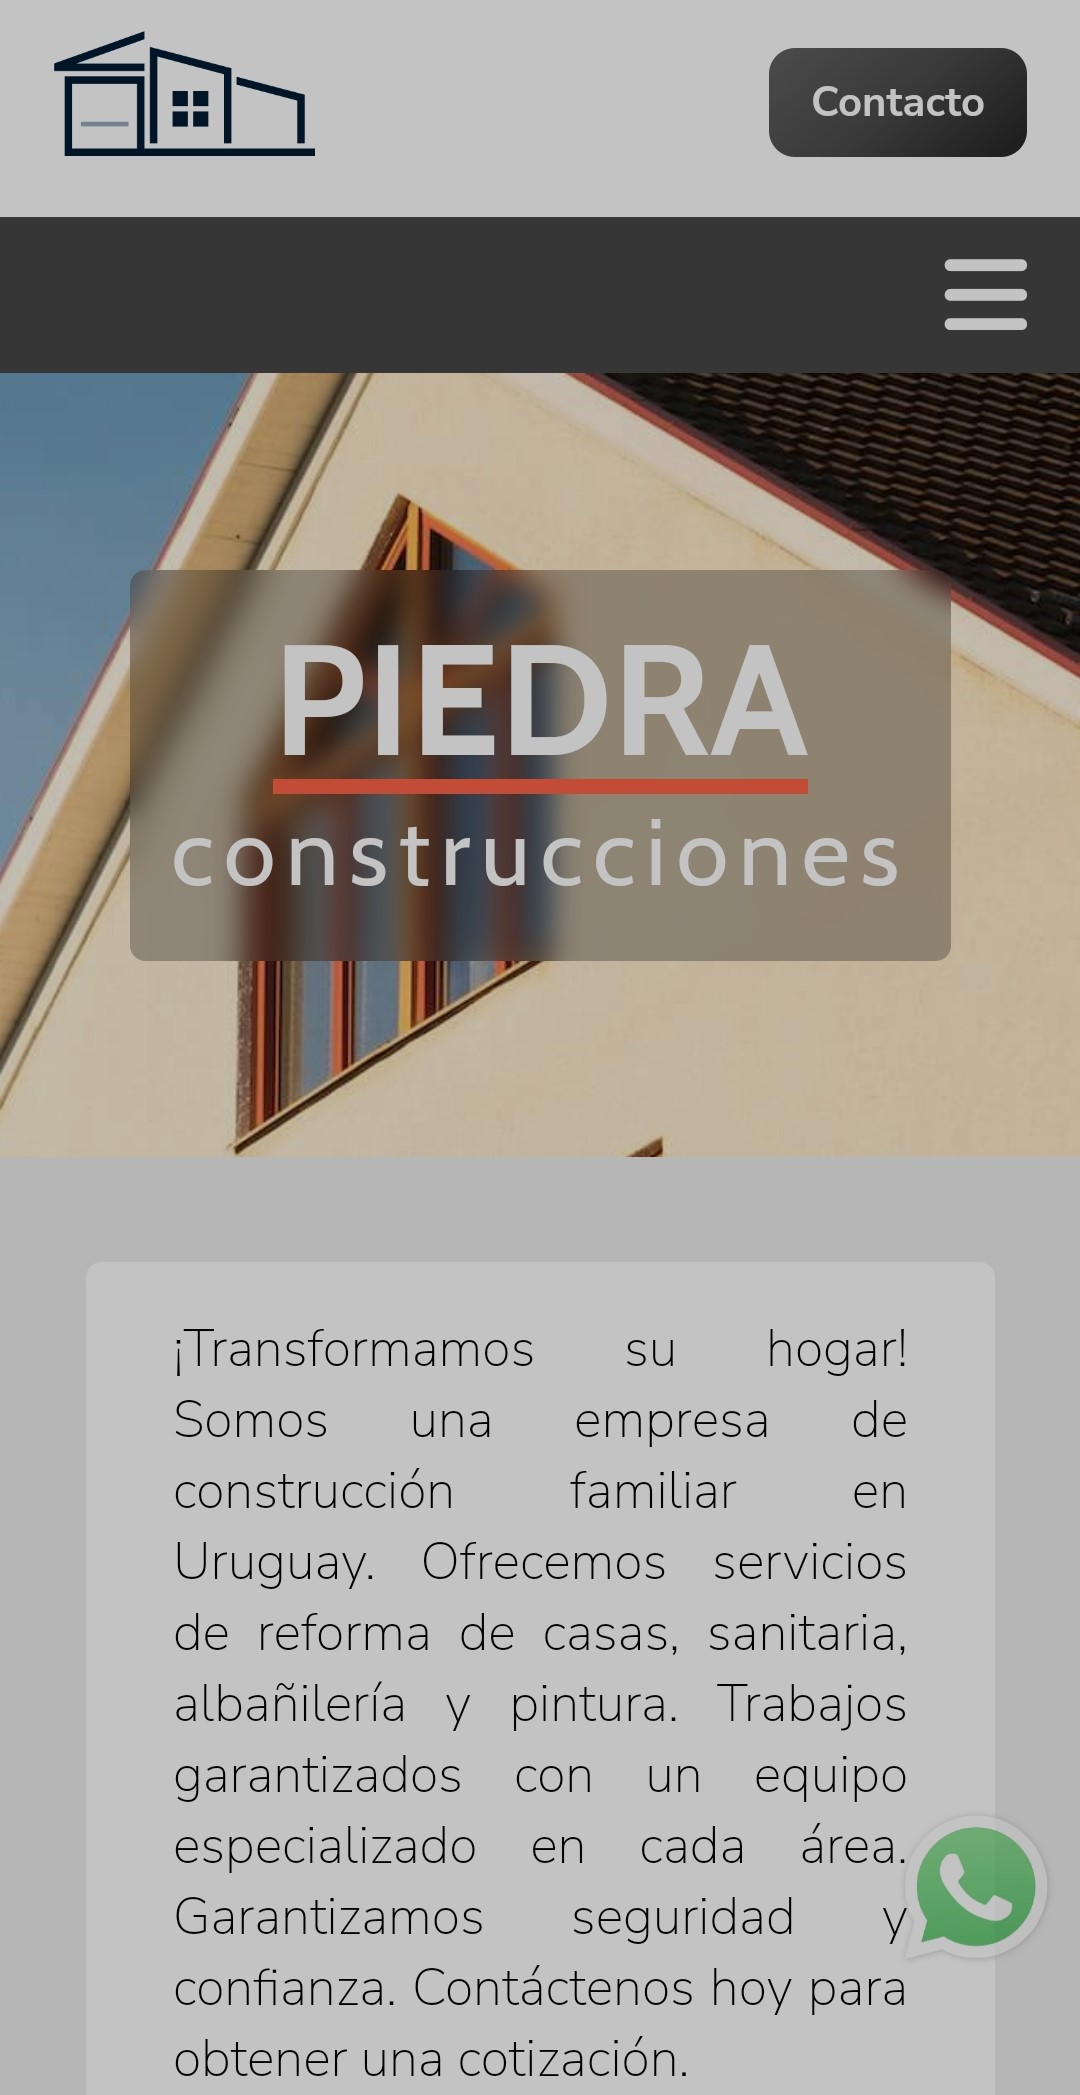 Contacto
PIEDRA
construcciones
¡Transformamos su hogar!
Somos una empresa de
construcción familiar en
Uruguay. Ofrecemos servicios
de reforma de casas, sanitaria,
albañilería y pintura. Trabajos
garantizados con un equipo
especializado en cada área.
Garantizamos seguridad y
confianza. Contáctenos hoy para
obtener una cotización.